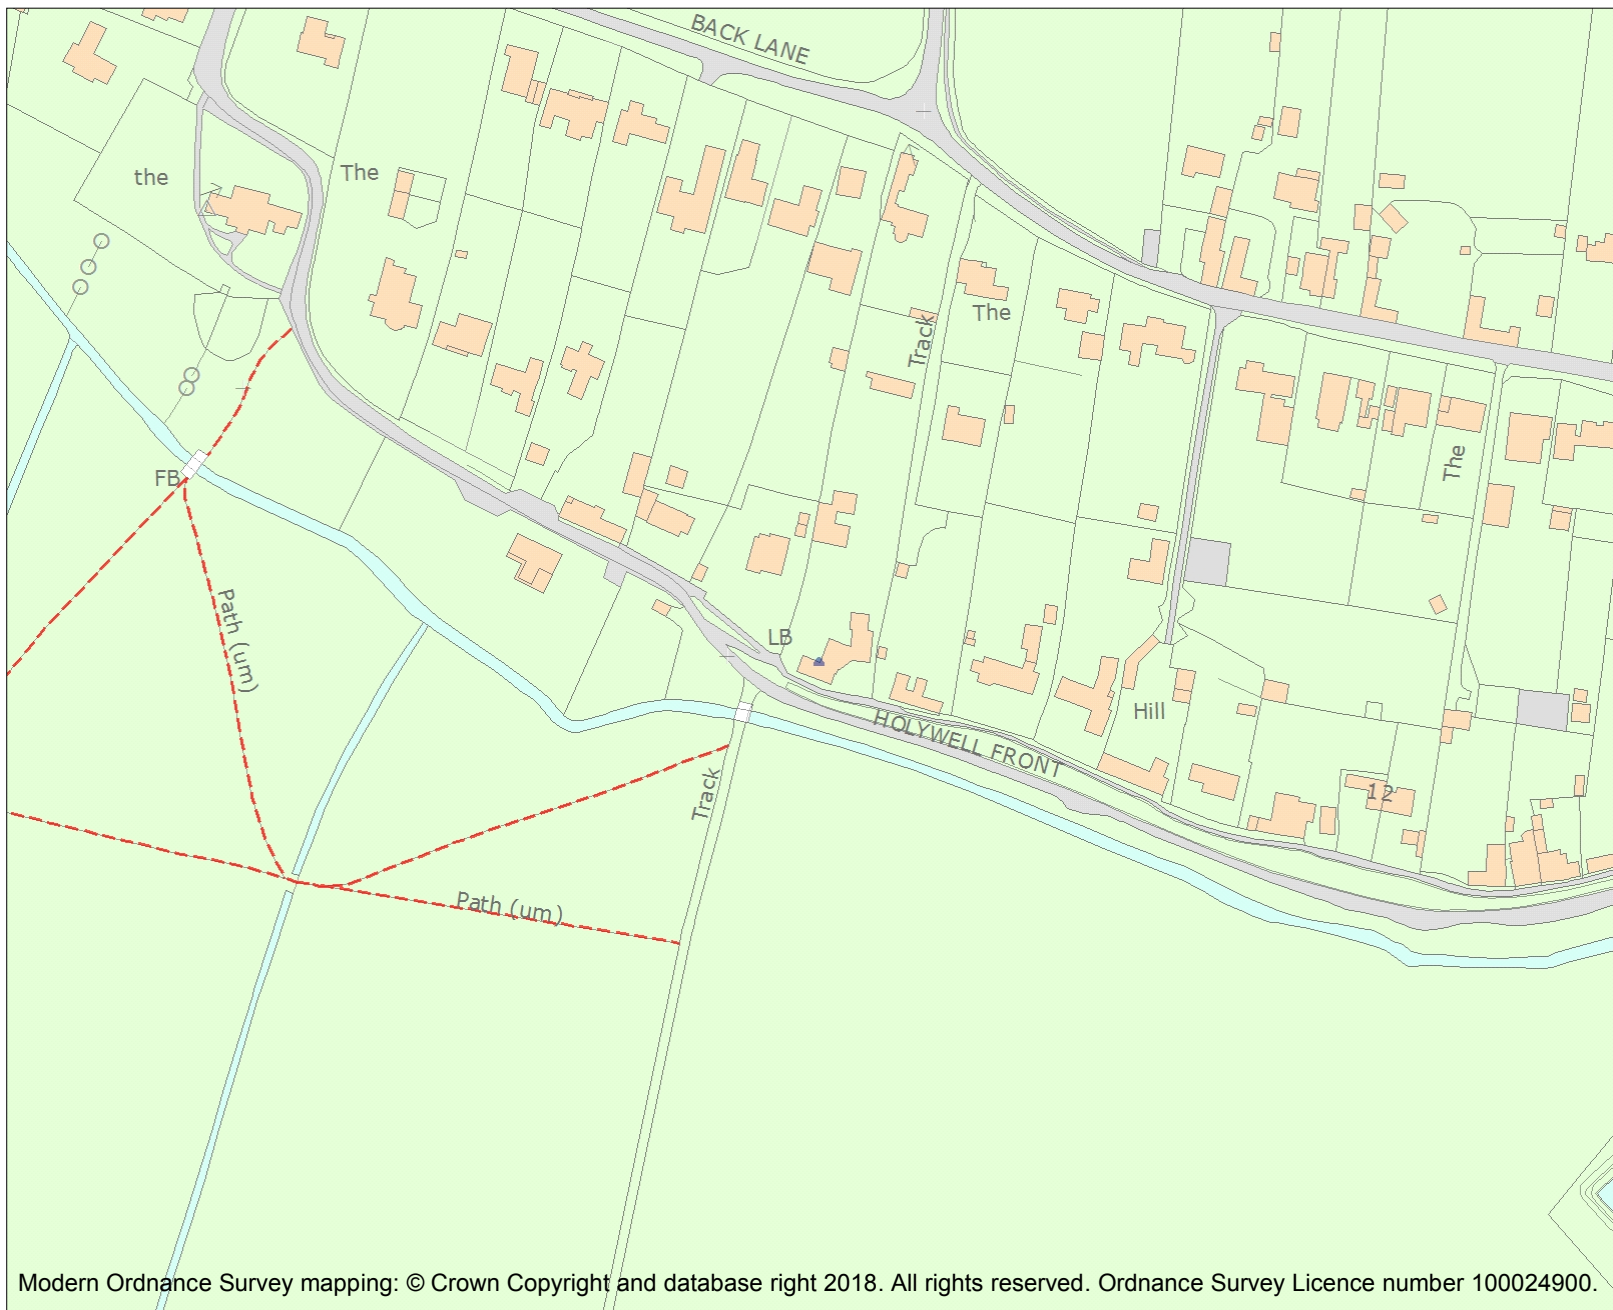 BACK LANE
the
The
Track
The
The
FB
Path (um)
LB
Hill
HOLYWELL FRONT
Track
12
Path (um)
Modern Ordnance Survey mapping: © Crown Copyright and database right 2018. All rights reserved. Ordnance Survey Licence number 100024900.